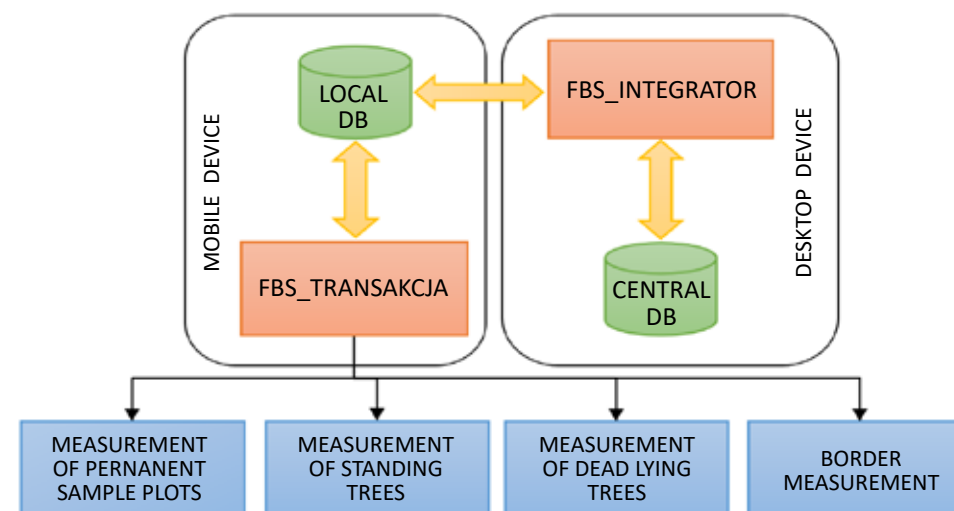 MOBILE DEVICE
LOCAL
DB
FBS_TRANSAKCJA
FBS_INTEGRATOR
CENTRAL
DB
DESKTOP DEVICE
MEASUREMENT
OF PERNANENT
SAMPLE PLOTS
MEASUREMENT
OF STANDING
TREES
MEASUREMENT
OF DEAD LYING
TREES
BORDER
MEASUREMENT